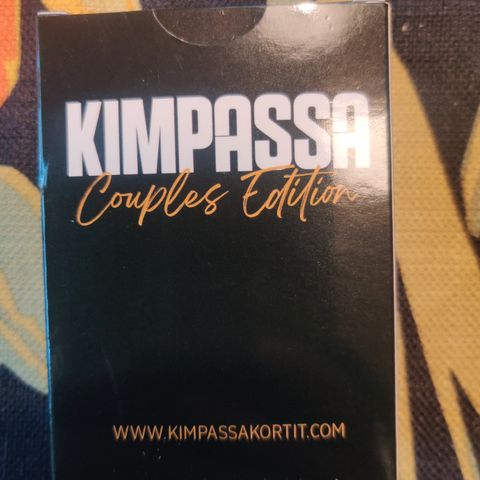 KIMPASSA
Couples Edition
WWW.KIMPASSAKORTIT.COM